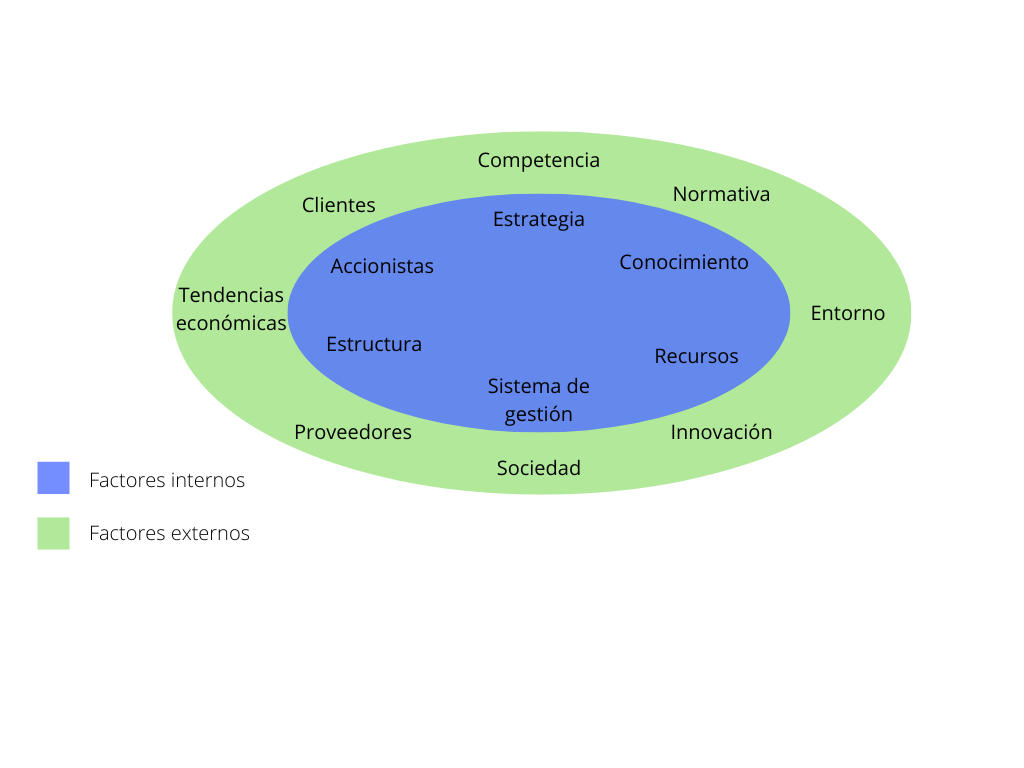 Competencia
Normativa
Clientes
Estrategia
Conocimiento
Accionistas
Tendencias
económicas
Entorno
Estructura
Recursos
Sistema de
gestión
Proveedores
Innovación
Sociedad
Factores internos
Factores externos